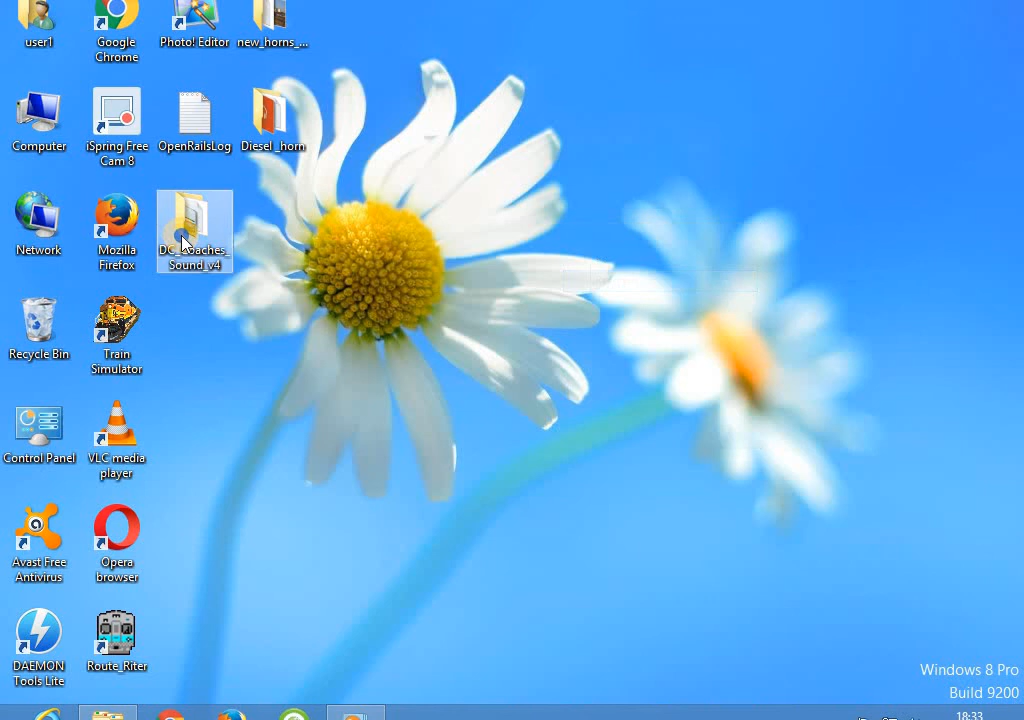 user1
Google
Chrome
Photo! Editor
new_horns_...
Computer
iSpring Free
Cam 8
OpenRailsLog
Diesel_horn
Network
Mozilla
Firefox
DC_Coaches_
Sound_v4
Recycle Bin
Train
Simulator
Control Panel
VLC media
player
Avast Free
Antivirus
Opera
browser
DAEMON
Tools Lite
Route_Riter
Windows 8 Pro
Build 9200
18:33